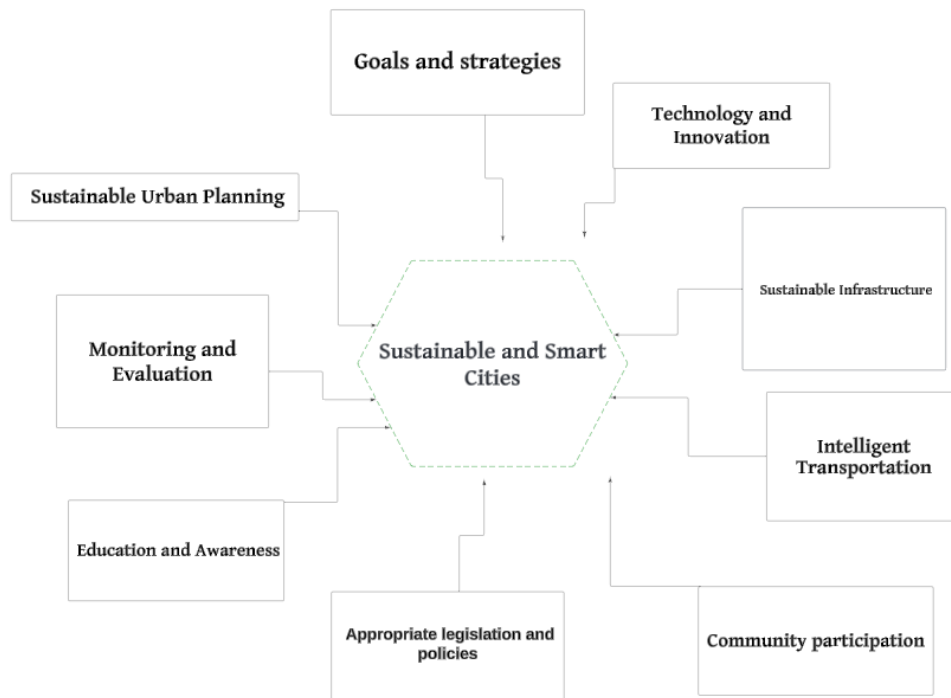 Goals and strategies
Technology and
Innovation
Sustainable Urban Planning
Sustainable Infrastructure
Monitoring and
Evaluation
Sustainable and Smart
Cities
Intelligent
Transportation
Education and Awareness
Appropriate legislation and
policies
Community participation